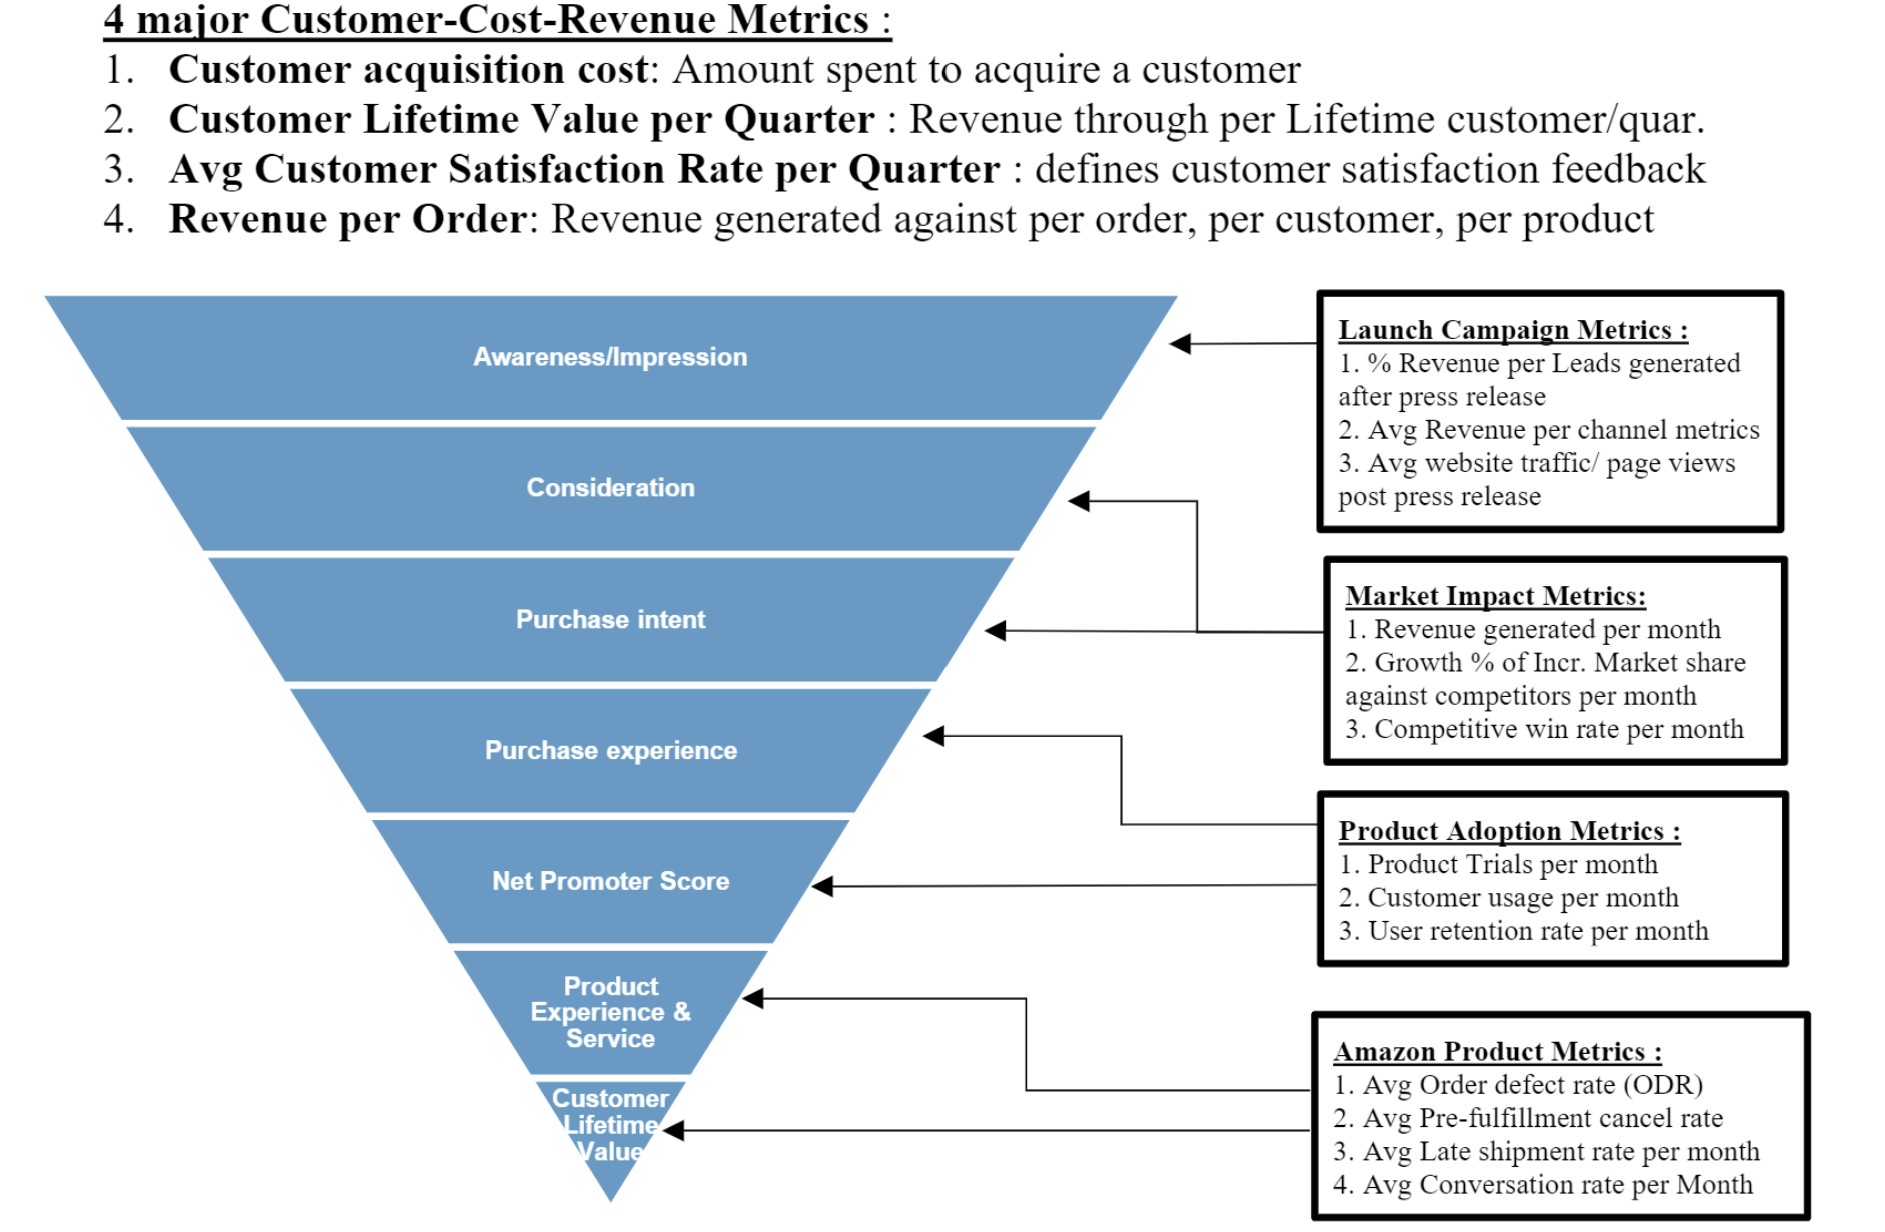 4 major Customer-Cost-Revenue Metrics :
1. Customer acquisition cost: Amount spent to acquire a customer
2. Customer Lifetime Value per Quarter : Revenue through per Lifetime customer/quar.
3. Avg Customer Satisfaction Rate per Quarter : defines customer satisfaction feedback
4. Revenue per Order: Revenue generated against per order, per customer, per product
Awareness/Impression
Consideration
Purchase intent
Purchase experience
Net Promoter Score
Product
Experience &
Service
Customer
Lifetime
Value
Launch Campaign Metrics :
1. % Revenue per Leads generated
after press release
2. Avg Revenue per channel metrics
3. Avg website traffic/ page views
post press release
Market Impact Metrics:
1. Revenue generated per month
2. Growth % of Incr. Market share
against competitors per month
3. Competitive win rate per month
Product Adoption Metrics :
1. Product Trials per month
2. Customer usage per month
3. User retention rate per month
Amazon Product Metrics :
1. Avg Order defect rate (ODR)
2. Avg Pre-fulfillment cancel rate
3. Avg Late shipment rate per month
4. Avg Conversation rate per Month